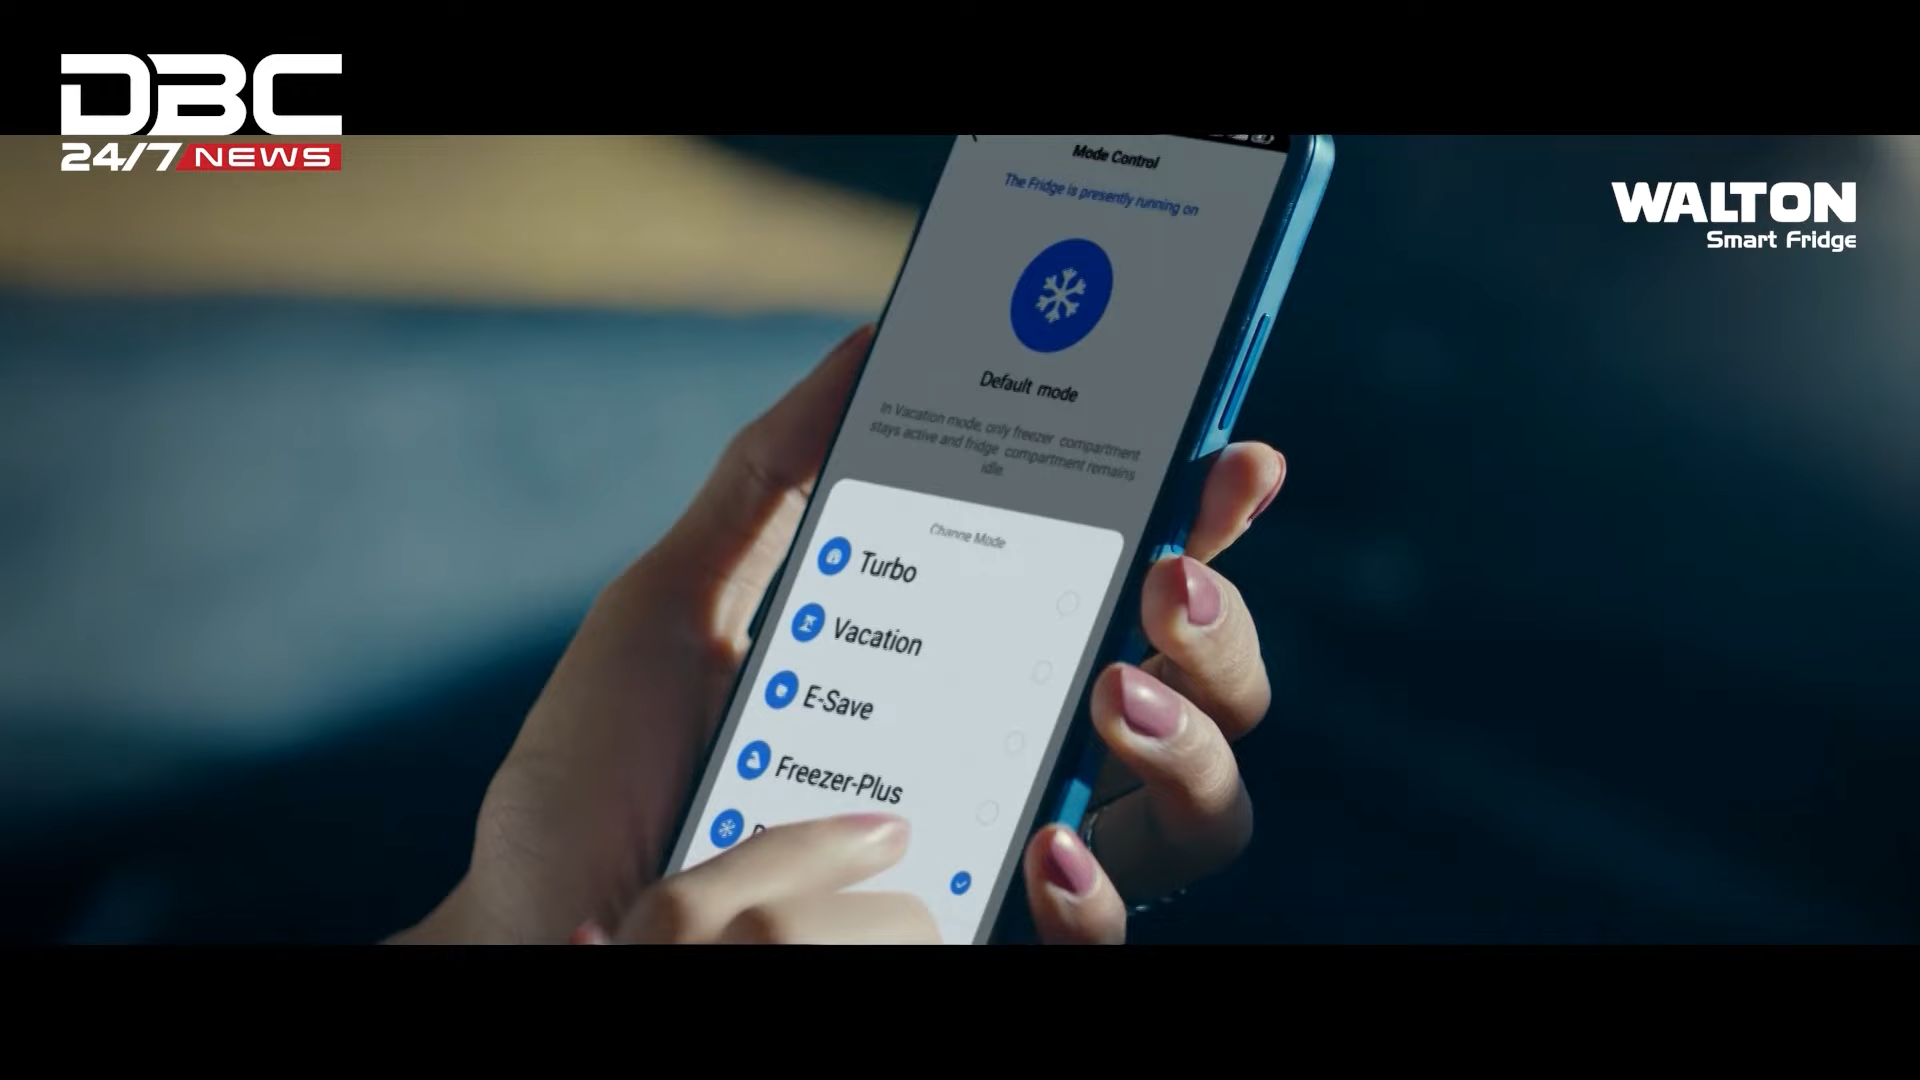 DBC
24/7 NEWS
WALTON
Smart Fridge
Mode Control
The Fridge is presently running on
Default mode
In Vacation mode, only freezer compartment
stays active and fridge compartment remains
idle.
Change Mode
Turbo
Vacation
E-Save
Freezer-Plus